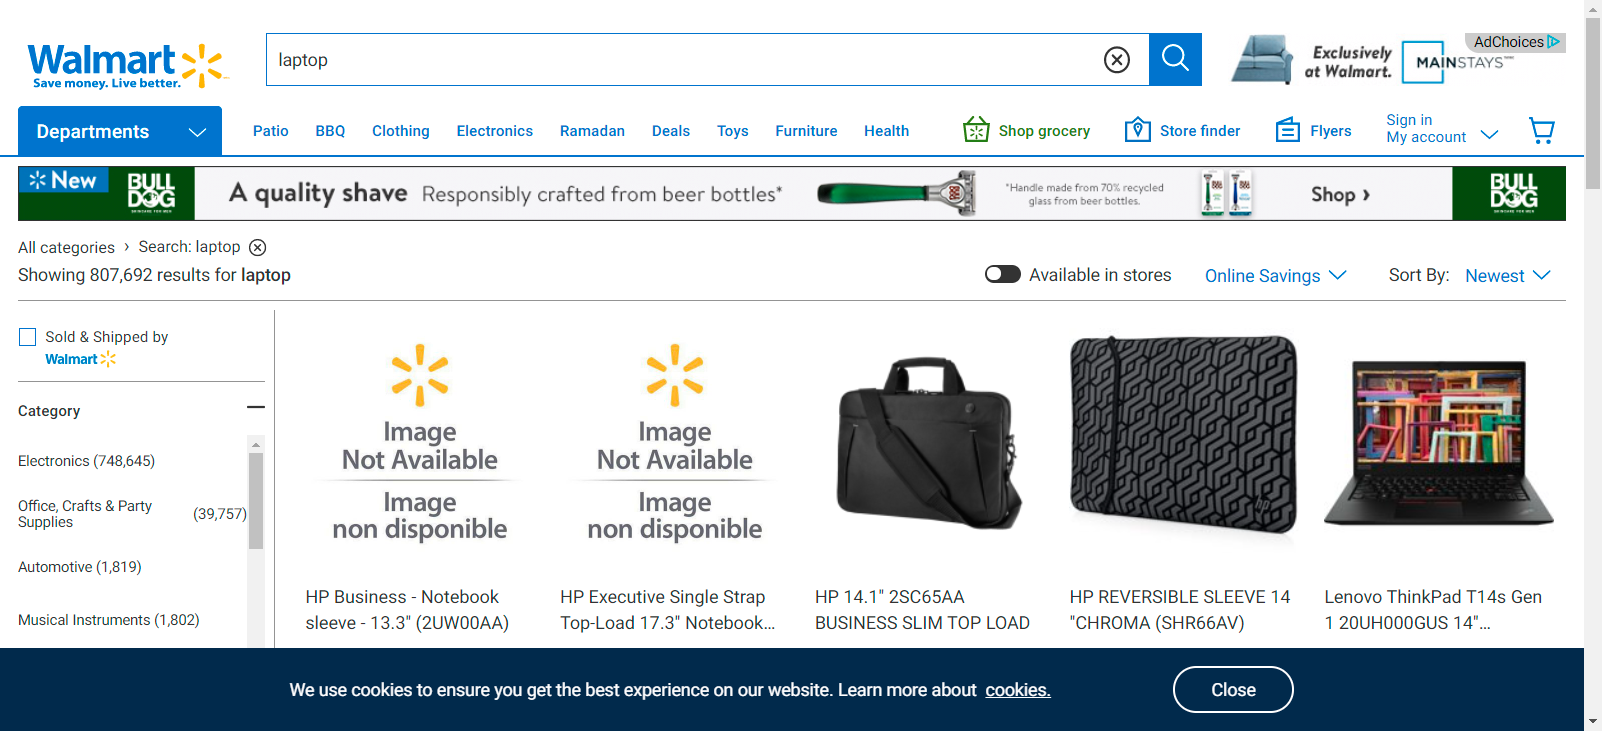 Walmart
Save money. Live better.
laptop
Exclusively
at Walmart.
MAINSTAYS
AdChoices
Departments
Patio
BBQ
Clothing
Electronics
Ramadan
Deals
Toys
Furniture
Health
Shop grocery
Store finder
Flyers
Sign in
My account
New
BULL
DOG
SKINCARE FOR MEN
A quality shave
Responsibly crafted from beer bottles*
*Handle made from 70% recycled
glass from beer bottles.
Shop ›
BULL
DOG
SKINCARE FOR MEN
All categories › Search: laptop
Showing 807,692 results for laptop
Available in stores
Online Savings
Sort By: Newest
Sold & Shipped by
Walmart
Category
Electronics (748,645)
Office, Crafts & Party
Supplies
(39,757)
Automotive (1,819)
Musical Instruments (1,802)
Image
Not Available
Image
non disponible
HP Business - Notebook
sleeve - 13.3" (2UW00AA)
Image
Not Available
Image
non disponible
HP Executive Single Strap
Top-Load 17.3" Notebook...
HP 14.1" 2SC65AA
BUSINESS SLIM TOP LOAD
hp
HP REVERSIBLE SLEEVE 14
"CHROMA (SHR66AV)
Lenovo ThinkPad T14s Gen
1 20UH000GUS 14"...
We use cookies to ensure you get the best experience on our website. Learn more about cookies.
Close